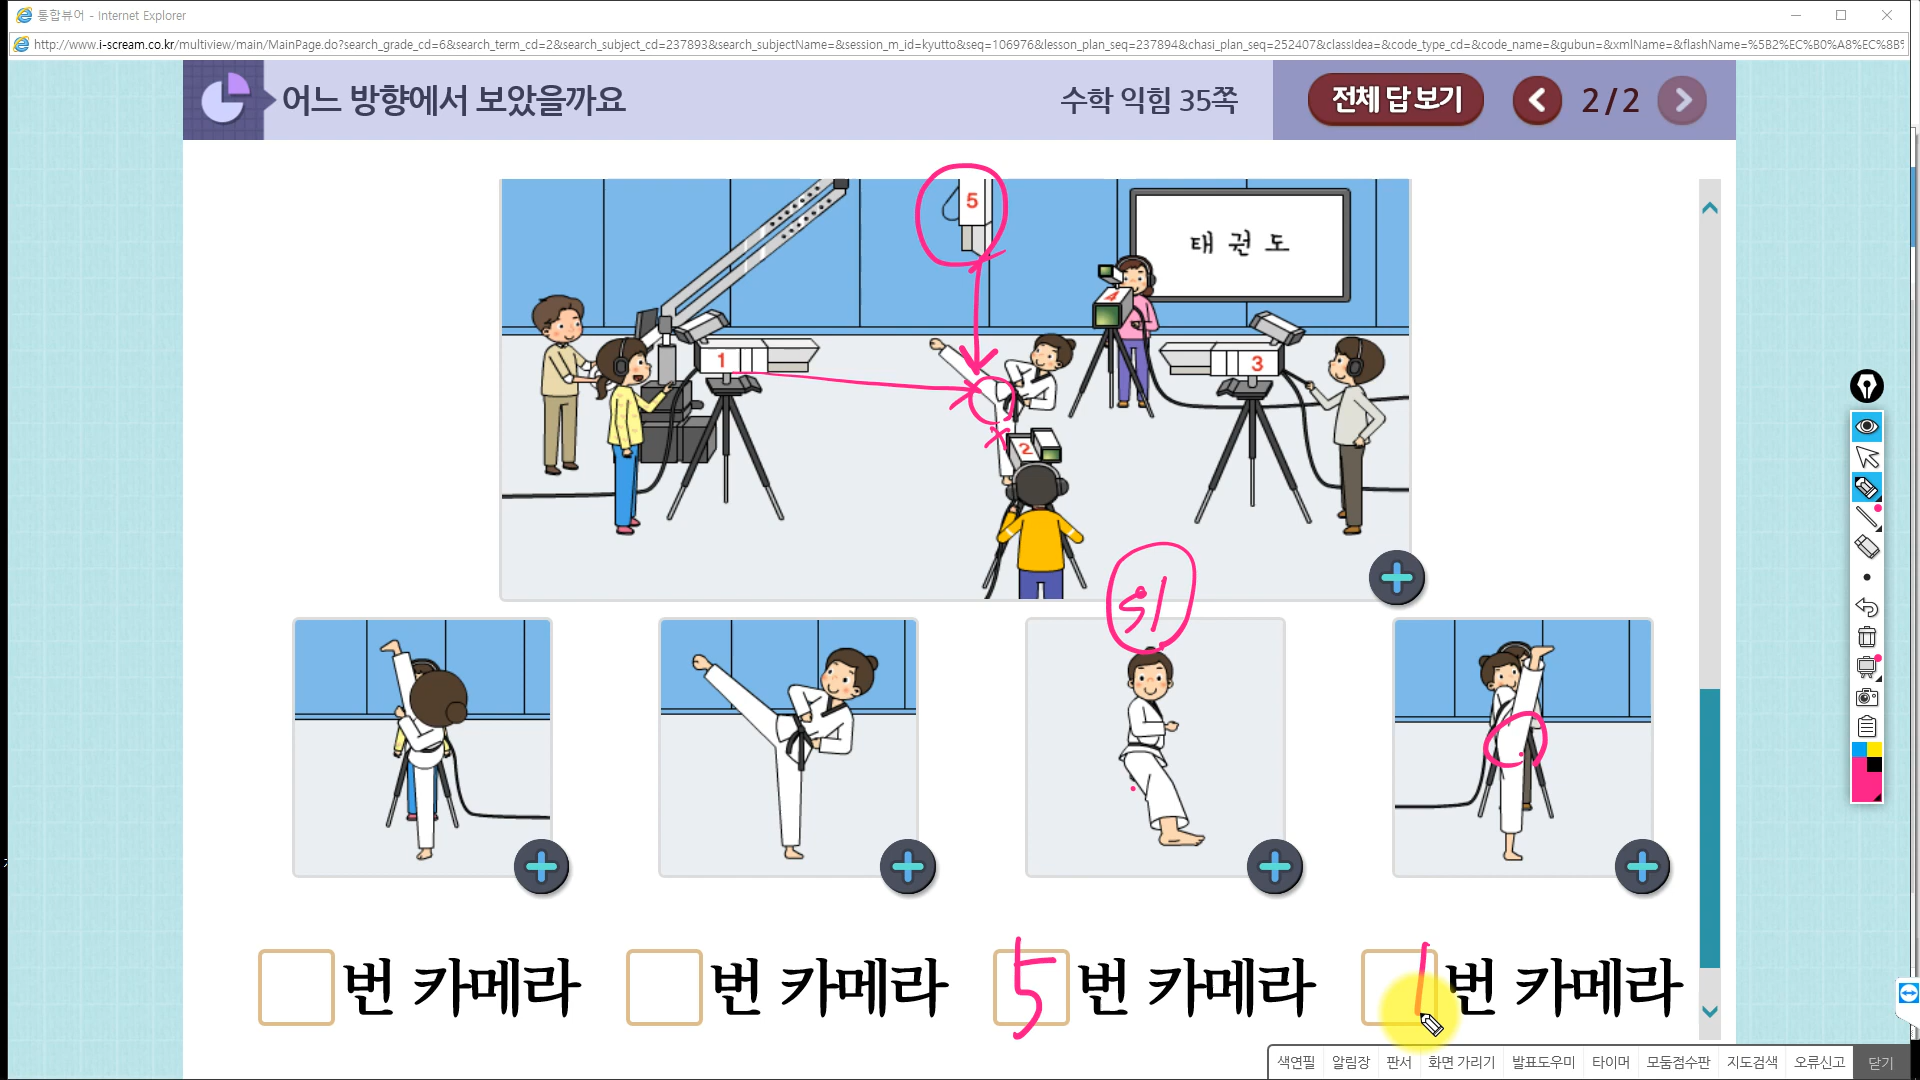 통합뷰어 - Internet Explorer
http://www.i-scream.co.kr/multiview/main/MainPage.do?search_grade_cd=6&search_term_cd=2&search_subject_cd=237893&search_subjectName=&session_m_id=kyutto&seq=106976&lesson_plan_seq=237894&chasi_plan_seq=252407&classIdea=&code_type_cd=&code_name=&gubun=&xmlName=&flashName=%5B2%EC%B0%A8%EC%8B%
어느 방향에서 보았을까요
수학 익힘 35쪽
전체 답 보기
2/2
5
태권도
4
1
3
2
위
번 카메라
번 카메라
5 번 카메라
1 번 카메라
색연필 알림장 판서 화면 가리기 발표도우미 타이머 모둠점수판 지도검색 오류신고 닫기